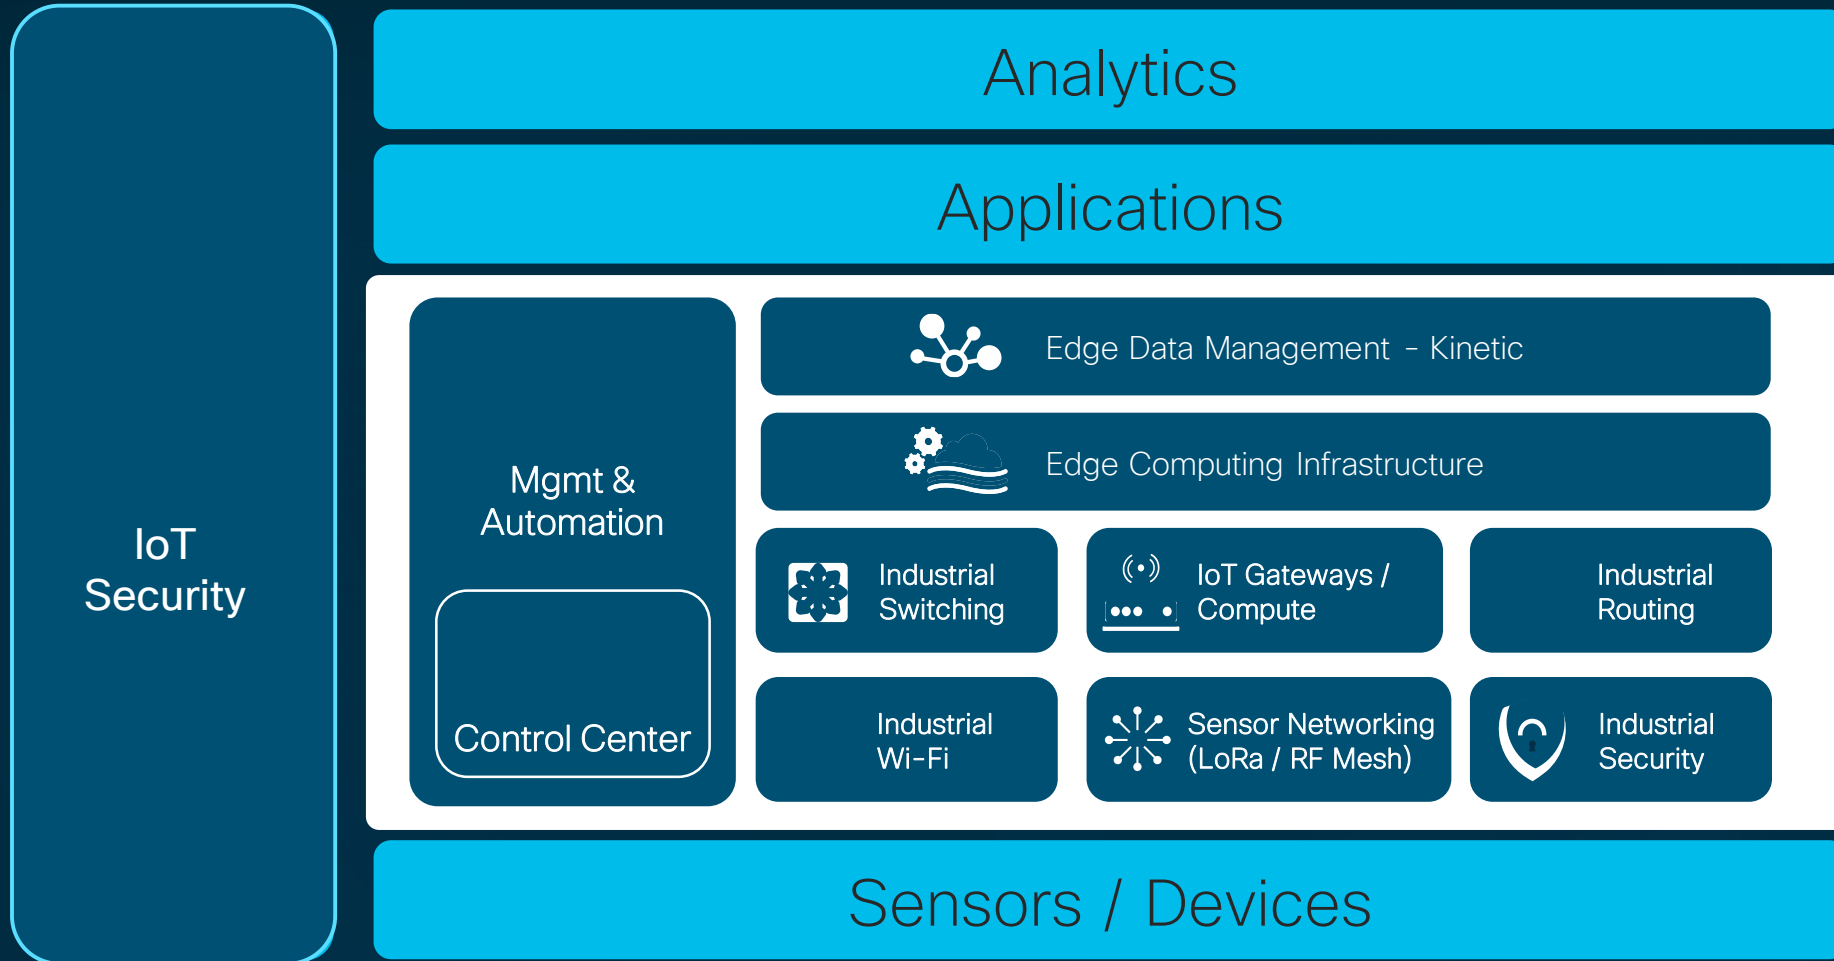 IoT
Security
Analytics
Applications
Mgmt &
Automation
Control Center
Edge Data Management - Kinetic
Edge Computing Infrastructure
Industrial
Switching
IoT Gateways /
Compute
Industrial
Routing
Industrial
Wi-Fi
Sensor Networking
(LoRa / RF Mesh)
Industrial
Security
Sensors / Devices